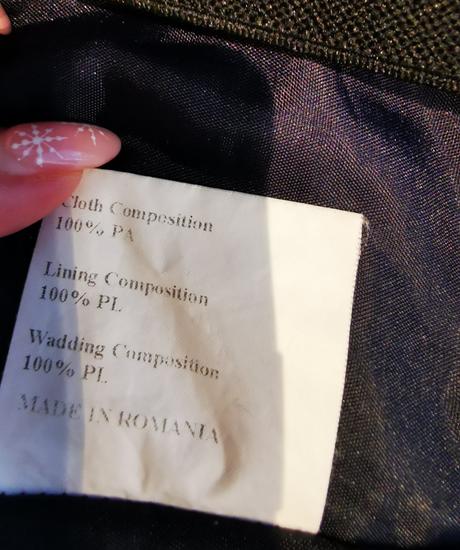 Cloth Composition
100% PA
Lining Composition
100% PL
Wadding Composition
100% PL
MADE IN ROMANIA